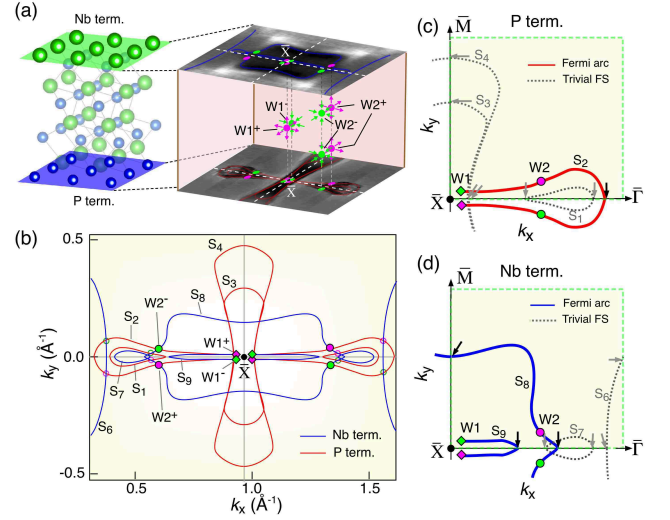 (a)
Nb term.
P term.
X̄
W1
W1⁺
W2⁺
W2⁻
X̄
(b)
0.5
0.0
-0.5
k_y (Å⁻¹)
S₄
S₃
S₈
W2⁻
S₂
W1⁺
X̄
W1⁻
S₉
S₇
S₁
W2⁺
S₆
Nb term.
P term.
0.5
1.0
1.5
k_x (Å⁻¹)
(c)
M̄
P term.
Fermi arc
Trivial FS
S₄
S₃
k_y
W1
W2
S₂
S₁
X̄
Γ̄
k_x
(d)
M̄
Nb term.
Fermi arc
Trivial FS
k_y
S₈
S₆
W1
S₉
W2
S₇
X̄
Γ̄
k_x